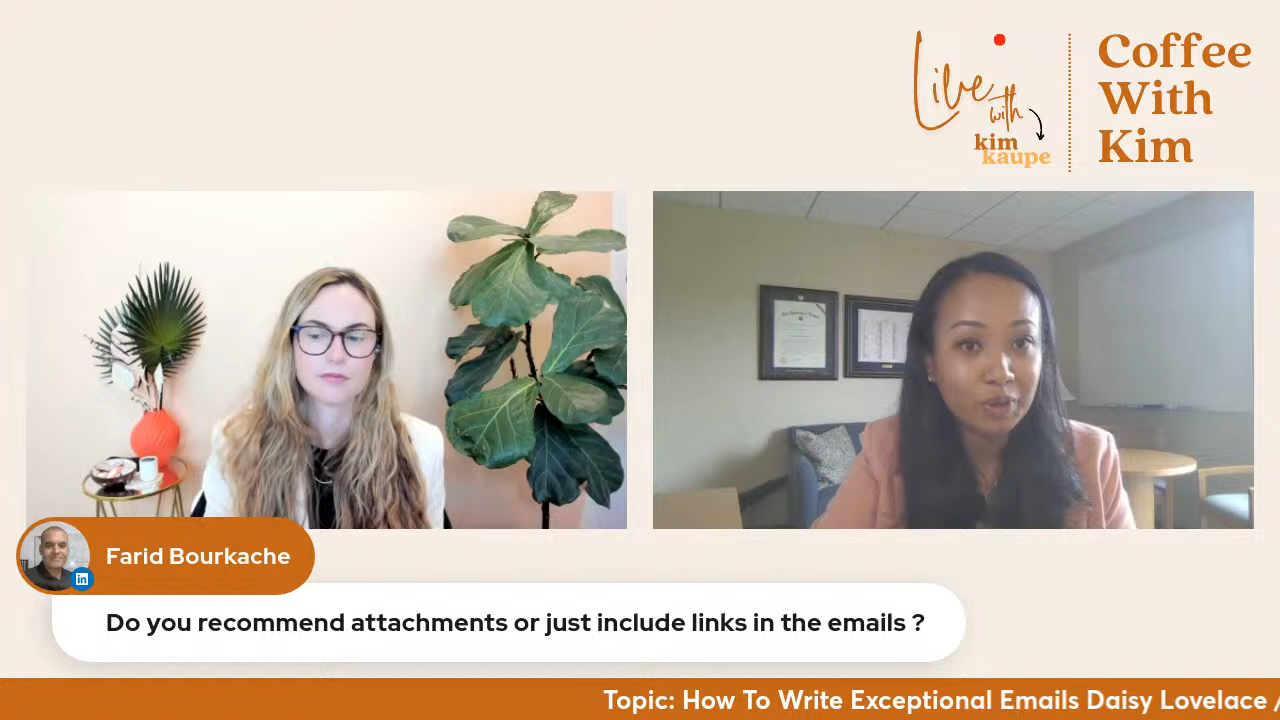 Live
with
kim
kaupe
Coffee
With
Kim
Farid Bourkache
in
Do you recommend attachments or just include links in the emails ?
Topic: How To Write Exceptional Emails Daisy Lovelace /